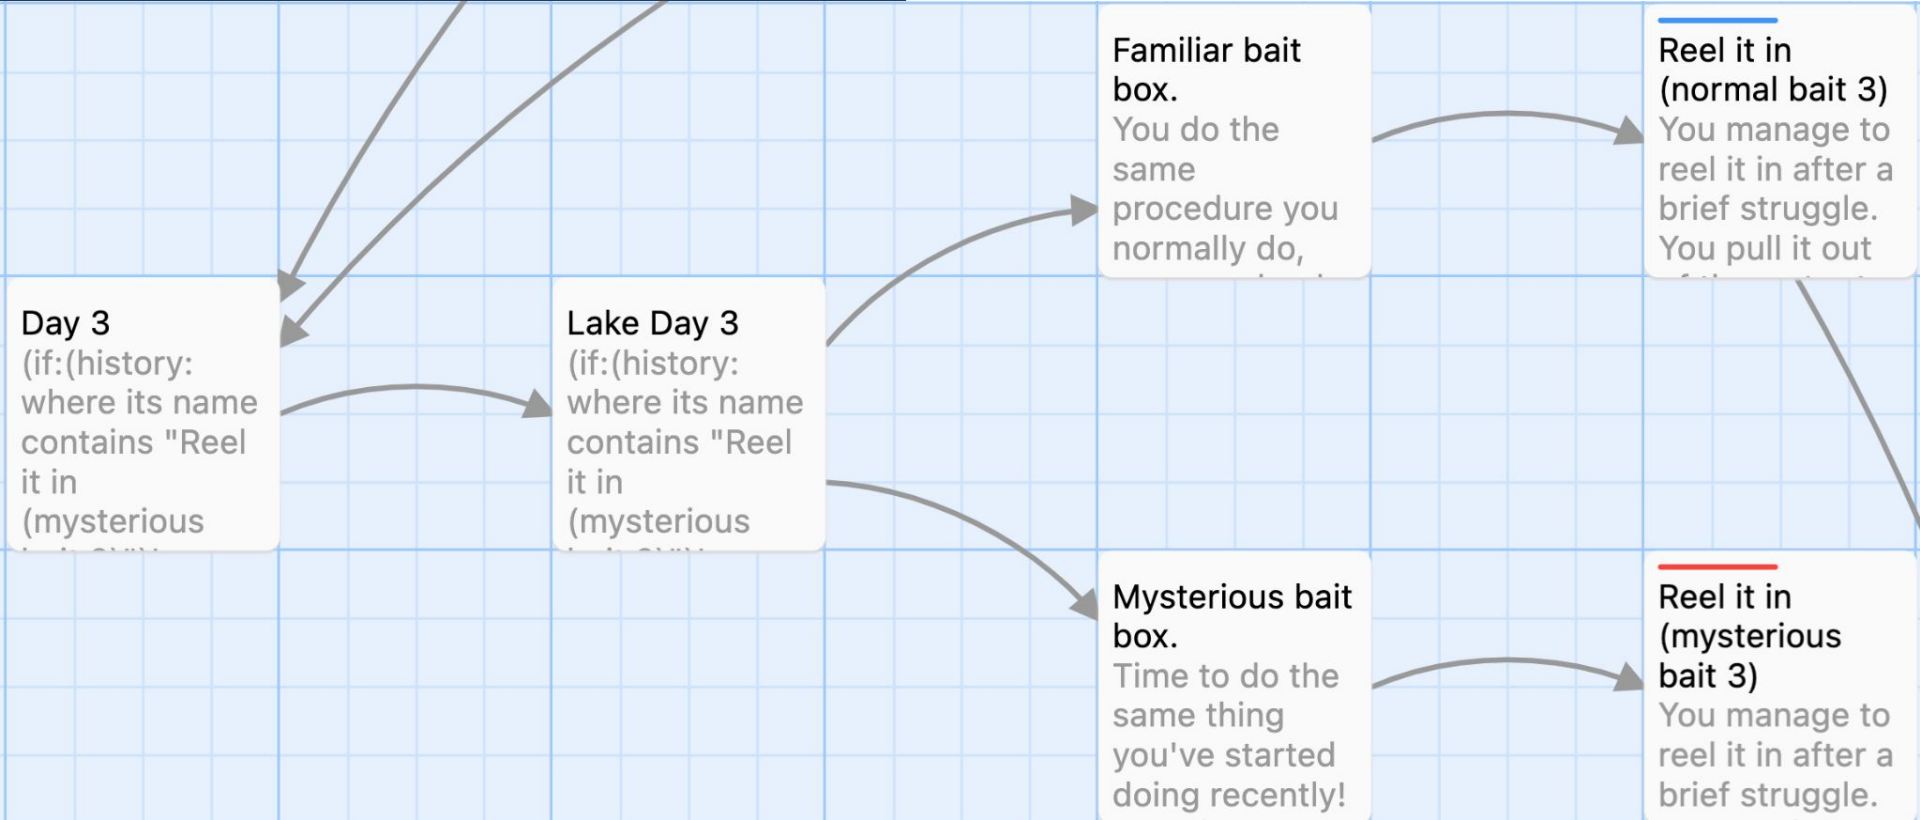 Familiar bait
box.
You do the
same
procedure you
normally do,
Reel it in
(normal bait 3)
You manage to
reel it in after a
brief struggle.
You pull it out
Day 3
(if:(history:
where its name
contains "Reel
it in
(mysterious
Lake Day 3
(if:(history:
where its name
contains "Reel
it in
(mysterious
Mysterious bait
box.
Time to do the
same thing
you've started
doing recently!
Reel it in
(mysterious
bait 3)
You manage to
reel it in after a
brief struggle.